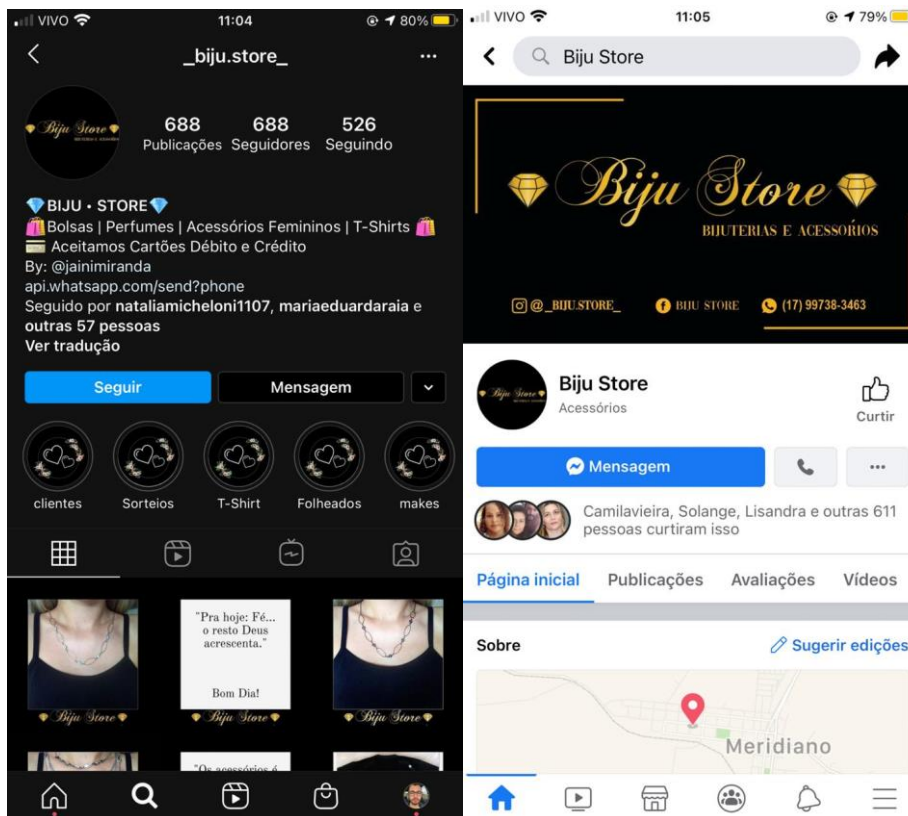 VIVO 11:04 80%
_biju.store_
Biju Store
688 688 526
Publicações Seguidores Seguindo
BIJU • STORE
Bolsas | Perfumes | Acessórios Femininos | T-Shirts
Aceitamos Cartões Débito e Crédito
By: @jainimiranda
api.whatsapp.com/send?phone
Seguido por nataliamicheloni1107, mariaeduardaraia e
outras 57 pessoas
Ver tradução
Seguir Mensagem
clientes Sorteios T-Shirt Folheados makes
"Pra hoje: Fé...
o resto Deus
acrescenta."
Bom Dia!
Biju Store Biju Store Biju Store
"Os acessórios é
VIVO 11:05 79%
Biju Store
Biju Store
BIJUTERIAS E ACESSÓRIOS
@_BIJU.STORE_ BIJU STORE (17) 99738-3463
Biju Store
Biju Store
Acessórios
Curtir
Mensagem
Camilavieira, Solange, Lisandra e outras 611
pessoas curtiram isso
Página inicial Publicações Avaliações Vídeos
Sobre Sugerir edições
Meridiano